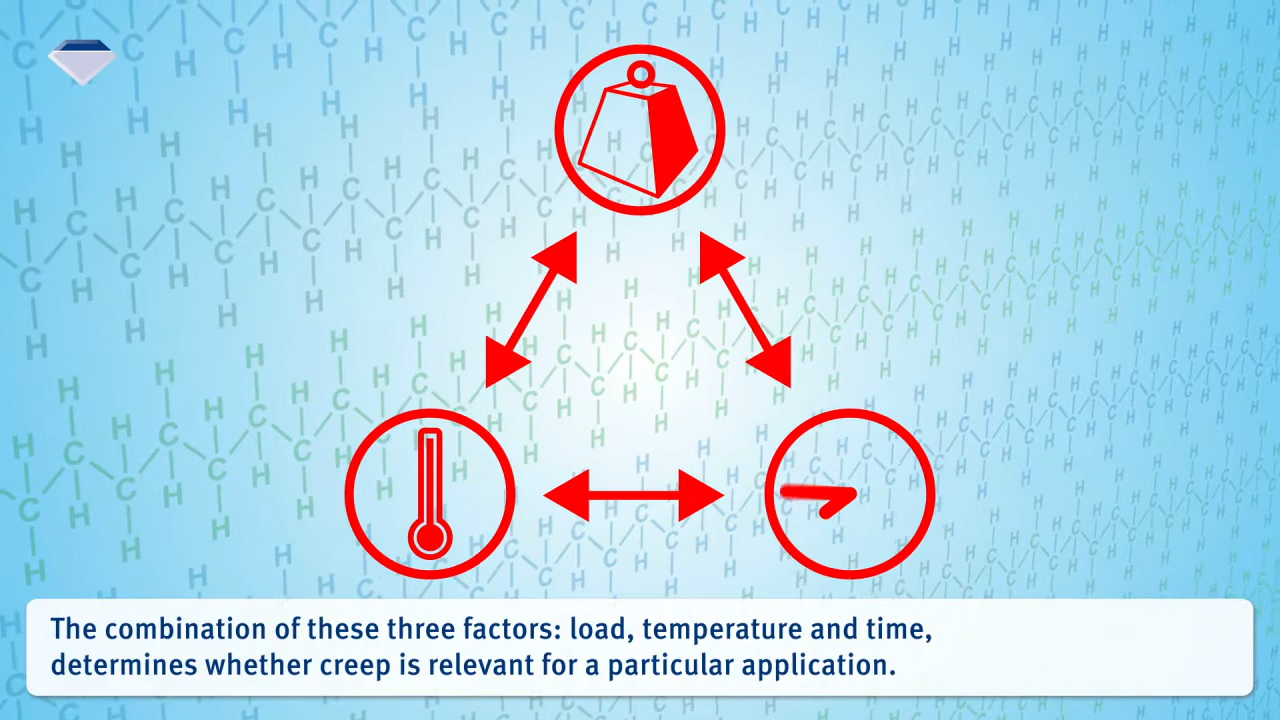 The combination of these three factors: load, temperature and time,
determines whether creep is relevant for a particular application.